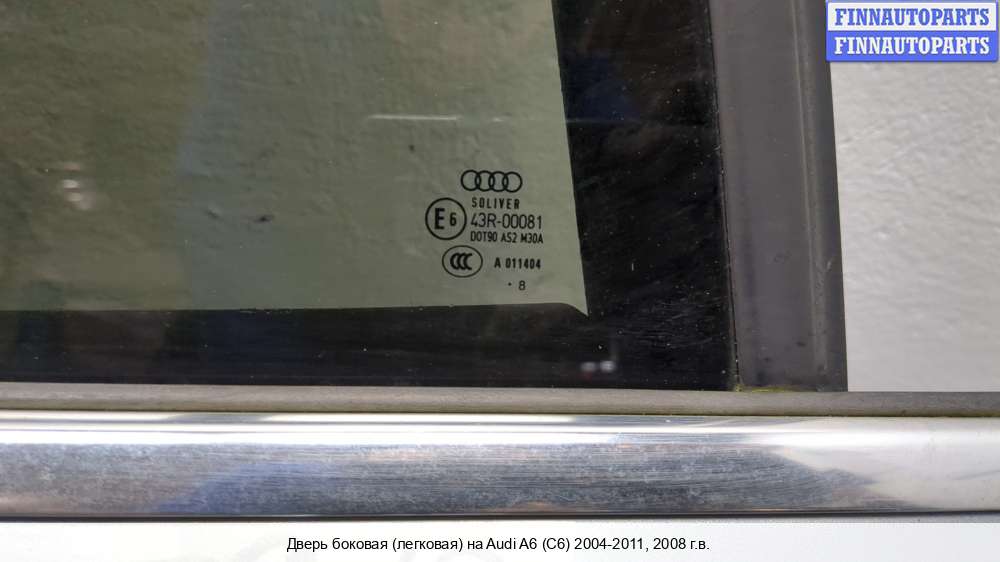 FINNAUTOPARTS
FINNAUTOPARTS
SOLIVER
E6 43R-00081
DOT90 AS2 M30A
CCC A 011404
· 8
Дверь боковая (легковая) на Audi A6 (C6) 2004-2011, 2008 г.в.